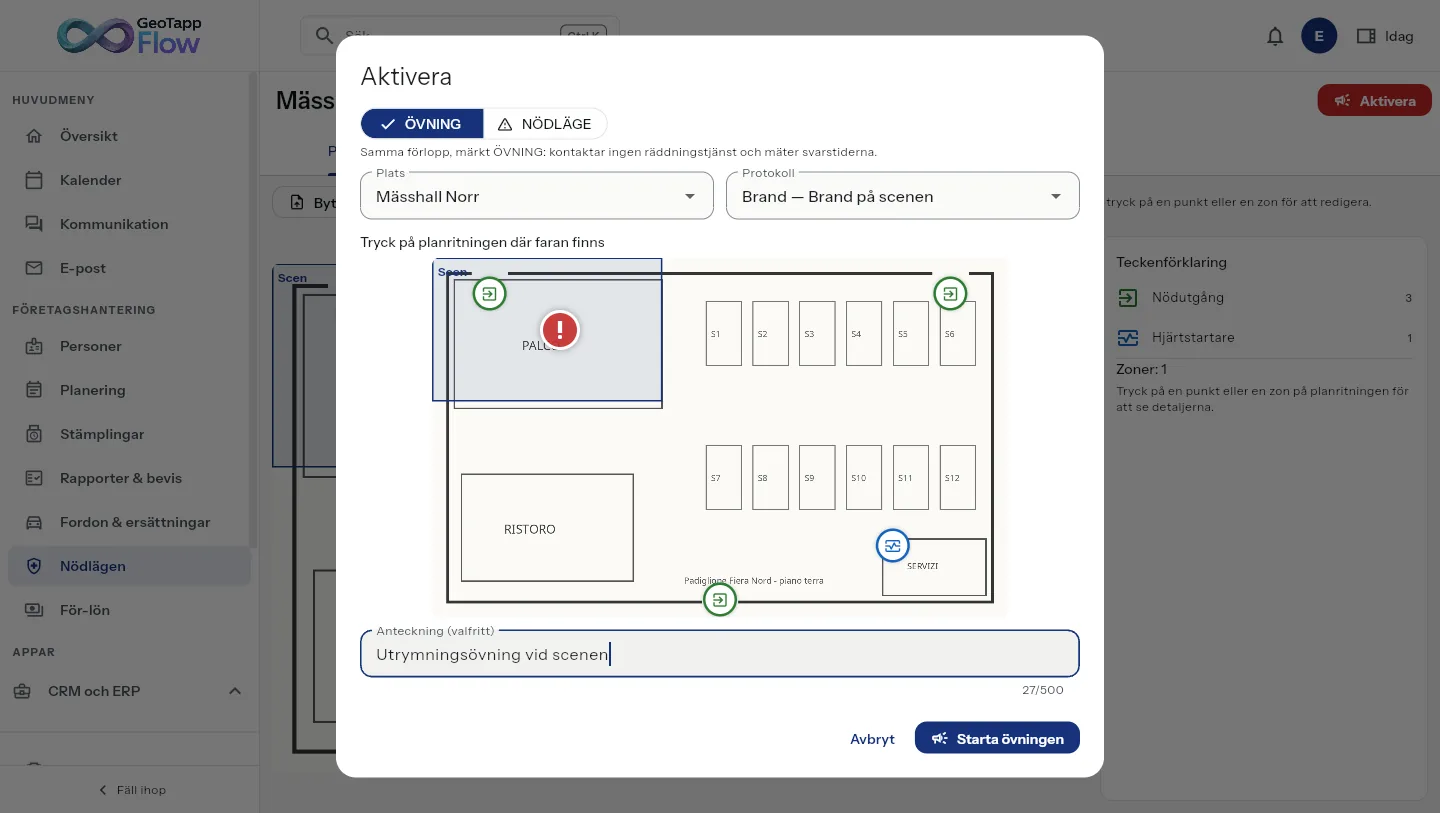 GeoTapp
Flow
Sök
Ctrl K
E
Idag
HUVUDMENY
Översikt
Kalender
Kommunikation
E-post
FÖRETAGSHANTERING
Personer
Planering
Stämplingar
Rapporter & bevis
Fordon & ersättningar
Nödlägen
För-lön
APPAR
CRM och ERP
Fäll ihop
Mäss
Aktivera
P
Byt
tryck på en punkt eller en zon för att redigera.
Scen
Teckenförklaring
Nödutgång
3
Hjärtstartare
1
Zoner: 1
Tryck på en punkt eller en zon på planritningen för
att se detaljerna.
Aktivera
ÖVNING
NÖDLÄGE
Samma förlopp, märkt ÖVNING: kontaktar ingen räddningstjänst och mäter svarstiderna.
Plats
Mässhall Norr
Protokoll
Brand — Brand på scenen
Tryck på planritningen där faran finns
Scen
S1
S2
S3
S4
S5
S6
S7
S8
S9
S10
S11
S12
RISTORO
SERVIZI
Padiglione Fiera Nord - piano terra
Anteckning (valfritt)
Utrymningsövning vid scenen
27/500
Avbryt
Starta övningen